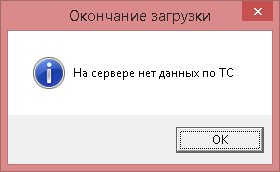 Окончание загрузки
На сервере нет данных по ТС
OK